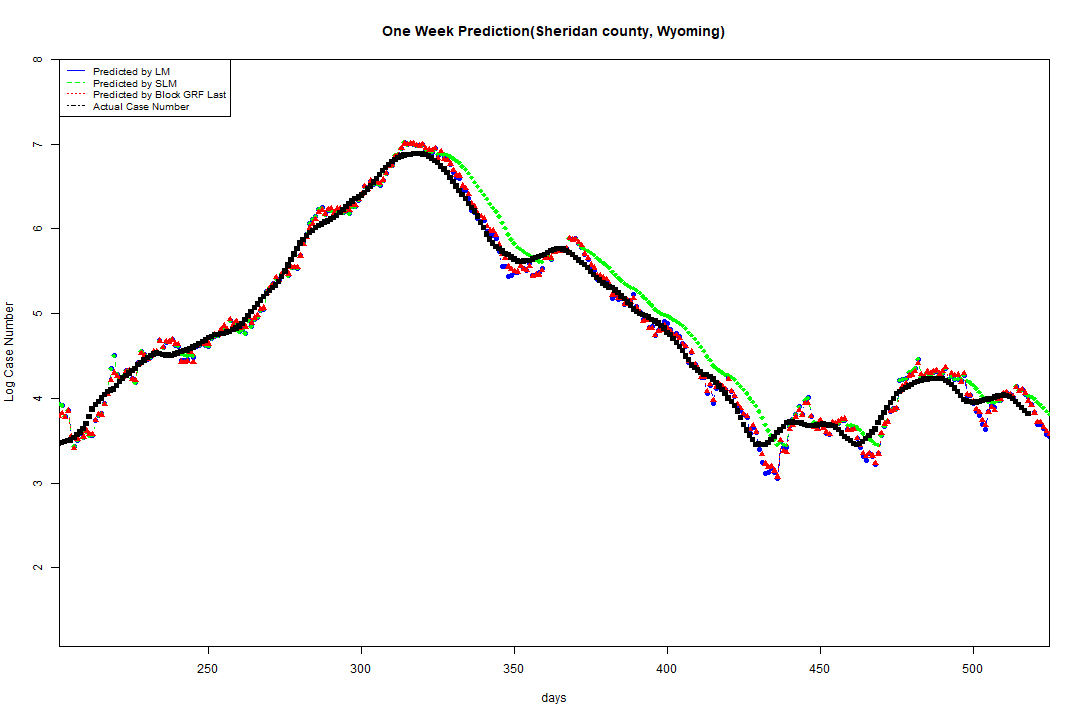 One Week Prediction(Sheridan county, Wyoming)
Predicted by LM
Predicted by SLM
Predicted by Block GRF Last
Actual Case Number
8
7
6
5
4
3
2
Log Case Number
250 300 350 400 450 500
days